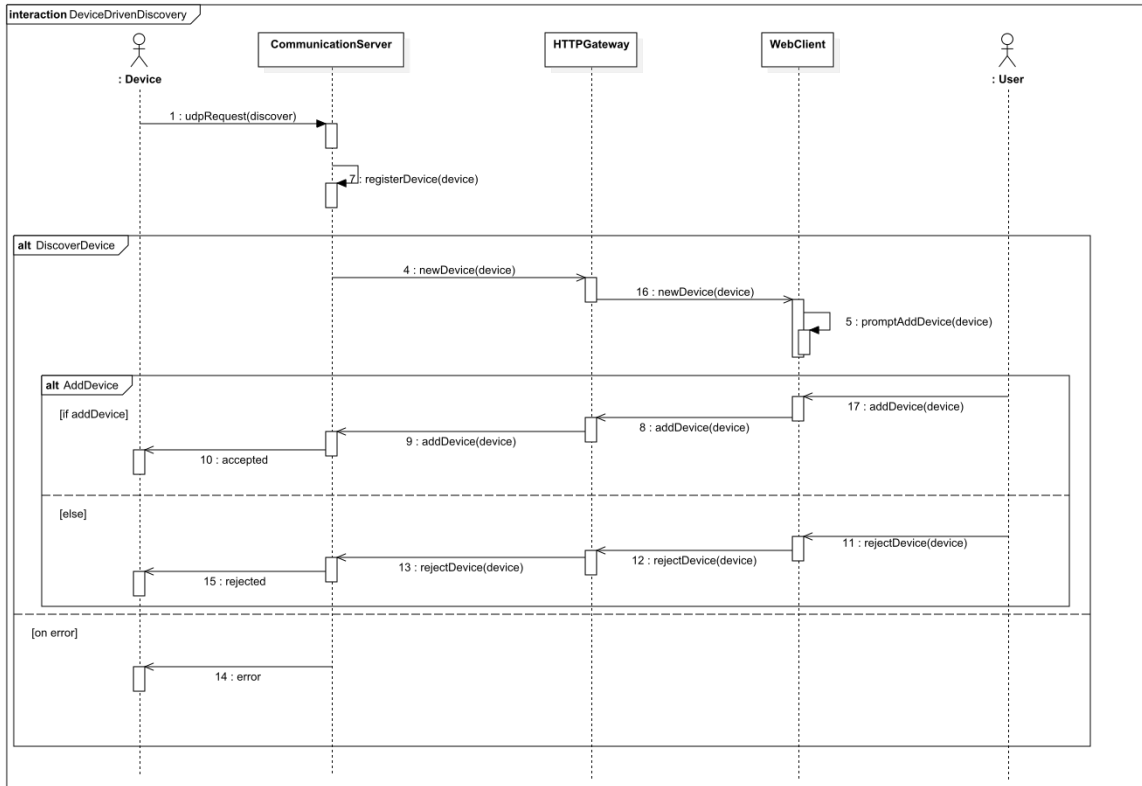 interaction DeviceDrivenDiscovery
CommunicationServer
HTTPGateway
WebClient
: Device
: User
1 : udpRequest(discover)
7 : registerDevice(device)
alt DiscoverDevice
4 : newDevice(device)
16 : newDevice(device)
5 : promptAddDevice(device)
alt AddDevice
[if addDevice]
17 : addDevice(device)
8 : addDevice(device)
9 : addDevice(device)
10 : accepted
[else]
11 : rejectDevice(device)
12 : rejectDevice(device)
13 : rejectDevice(device)
15 : rejected
[on error]
14 : error